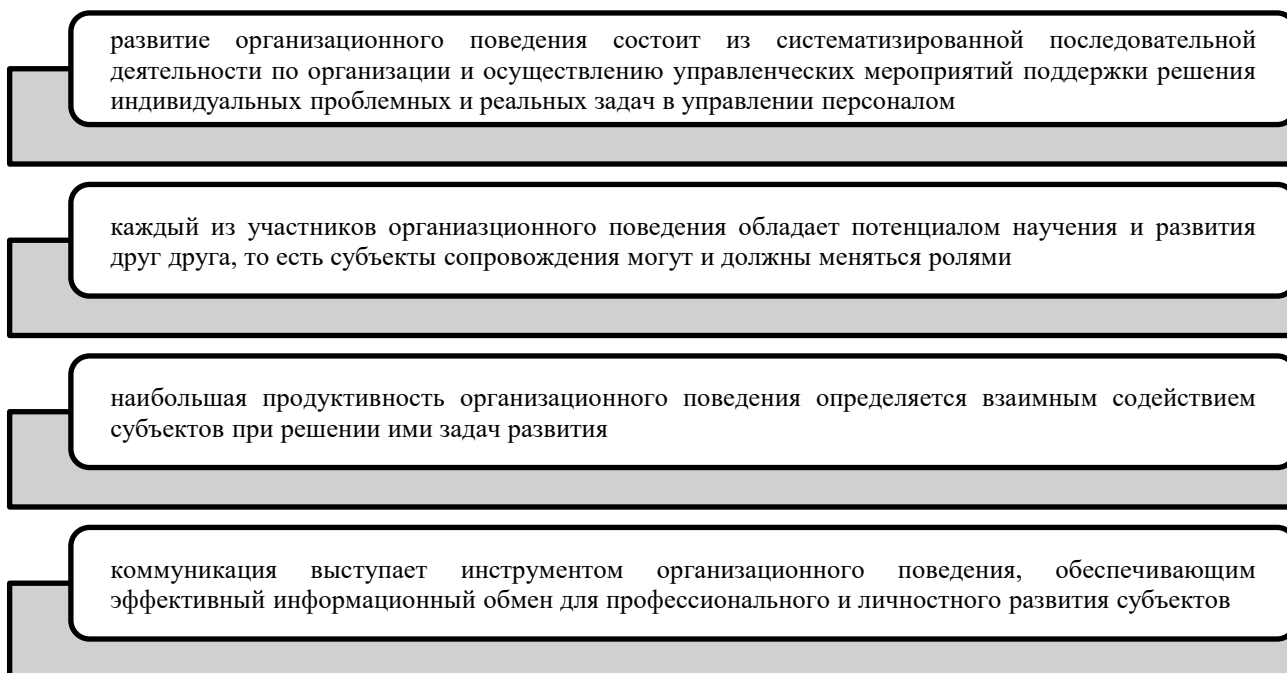 развитие организационного поведения состоит из систематизированной последовательной
деятельности по организации и осуществлению управленческих мероприятий поддержки решения
индивидуальных проблемных и реальных задач в управлении персоналом
каждый из участников органиазционного поведения обладает потенциалом научения и развития
друг друга, то есть субъекты сопровождения могут и должны меняться ролями
наибольшая продуктивность организационного поведения определяется взаимным содействием
субъектов при решении ими задач развития
коммуникация выступает инструментом организационного поведения, обеспечивающим
эффективный информационный обмен для профессионального и личностного развития субъектов